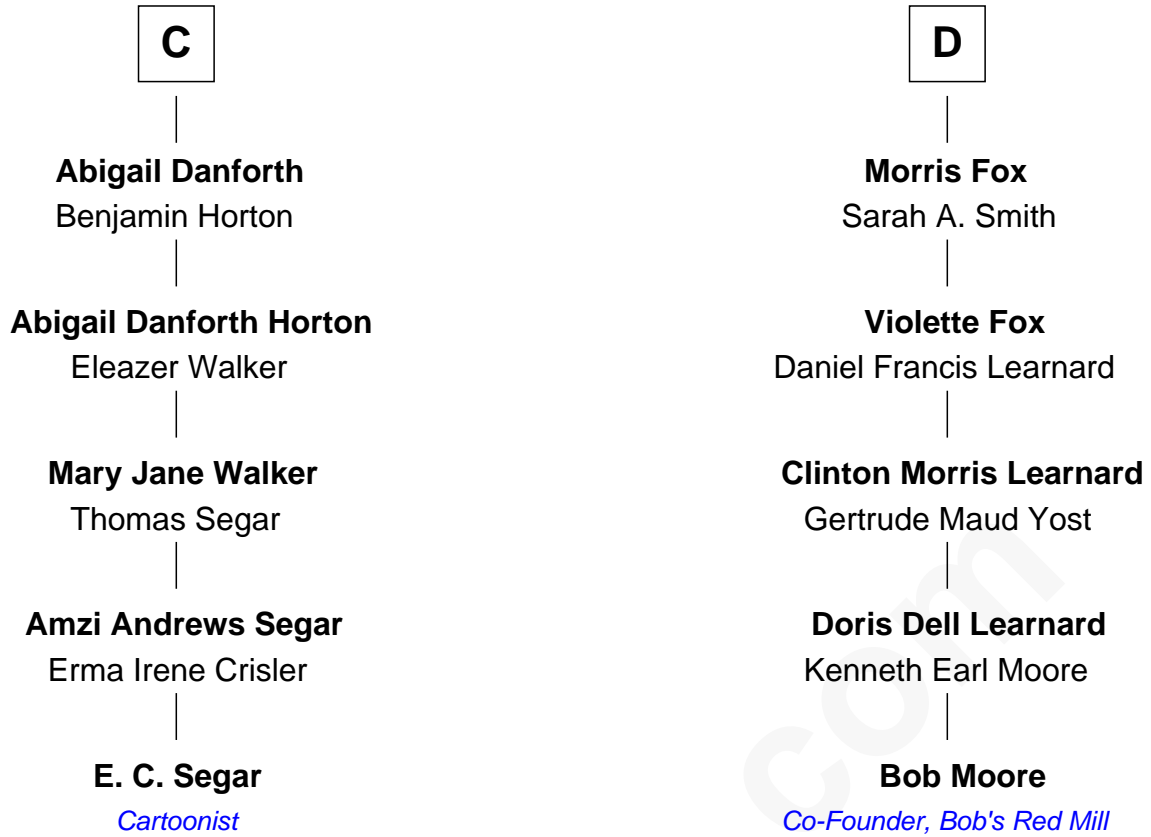 C
Abigail Danforth
Benjamin Horton
Abigail Danforth Horton
Eleazer Walker
Mary Jane Walker
Thomas Segar
Amzi Andrews Segar
Erma Irene Crisler
E. C. Segar
Cartoonist
D
Morris Fox
Sarah A. Smith
Violette Fox
Daniel Francis Learnard
Clinton Morris Learnard
Gertrude Maud Yost
Doris Dell Learnard
Kenneth Earl Moore
Bob Moore
Co-Founder, Bob's Red Mill
com